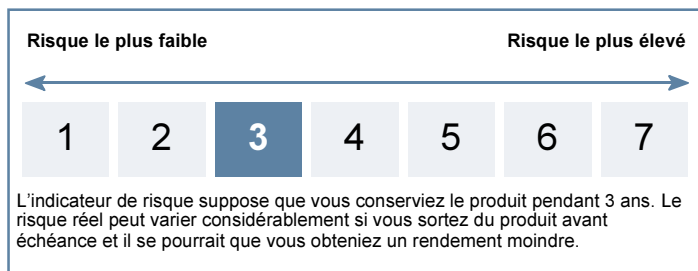 Risque le plus faible Risque le plus élevé
1 2 3 4 5 6 7
L'indicateur de risque suppose que vous conserviez le produit pendant 3 ans. Le
risque réel peut varier considérablement si vous sortez du produit avant
échéance et il se pourrait que vous obteniez un rendement moindre.